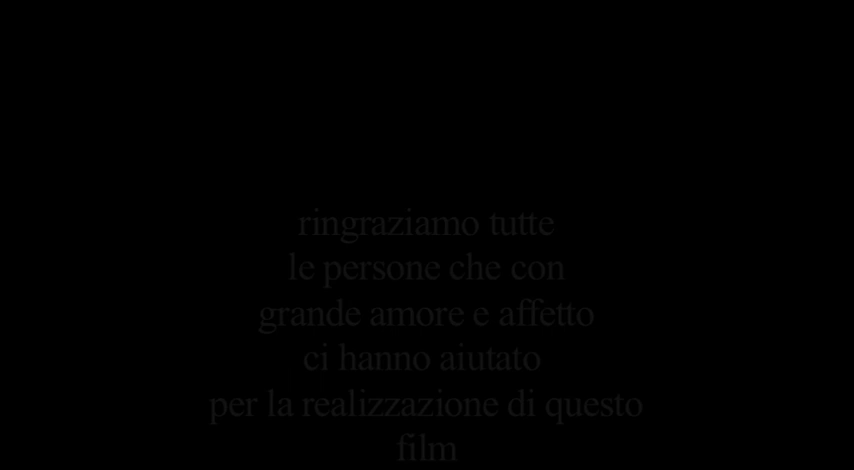 ringraziamo tutte
le persone che con
grande amore e affetto
ci hanno aiutato
per la realizzazione di questo
film